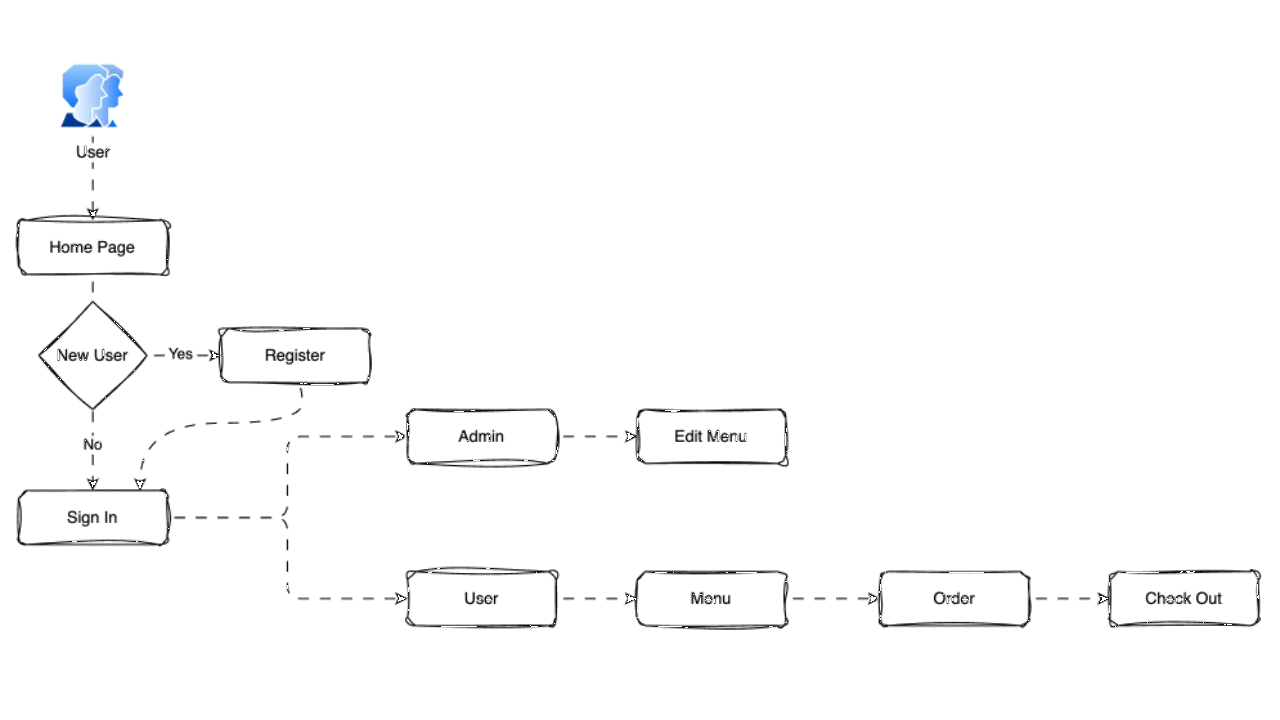 User
Home Page
New User
Yes
Register
No
Admin
Edit Menu
Sign In
User
Menu
Order
Check Out